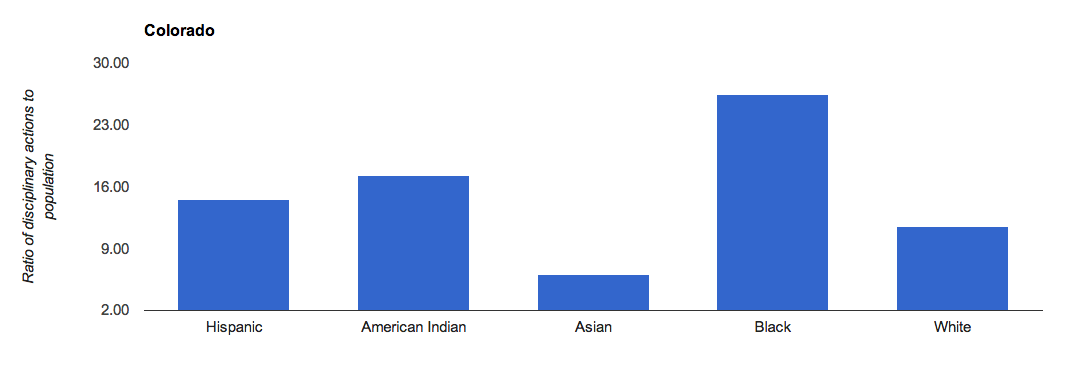 Colorado
30.00
23.00
16.00
9.00
2.00
Ratio of disciplinary actions to
population
Hispanic
American Indian
Asian
Black
White